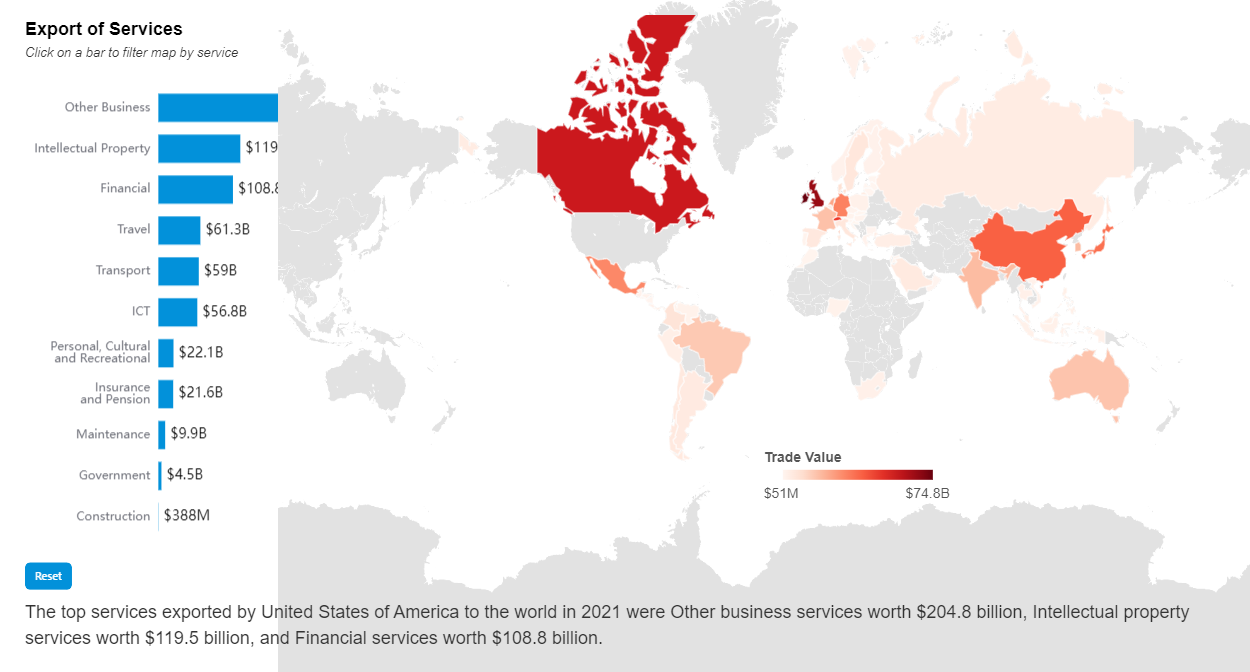 Export of Services
Click on a bar to filter map by service
Other Business
Intellectual Property $119
Financial $108.8
Travel $61.3B
Transport $59B
ICT $56.8B
Personal, Cultural
and Recreational $22.1B
Insurance
and Pension $21.6B
Maintenance $9.9B
Government $4.5B
Construction $388M
Trade Value
$51M $74.8B
Reset
The top services exported by United States of America to the world in 2021 were Other business services worth $204.8 billion, Intellectual property
services worth $119.5 billion, and Financial services worth $108.8 billion.